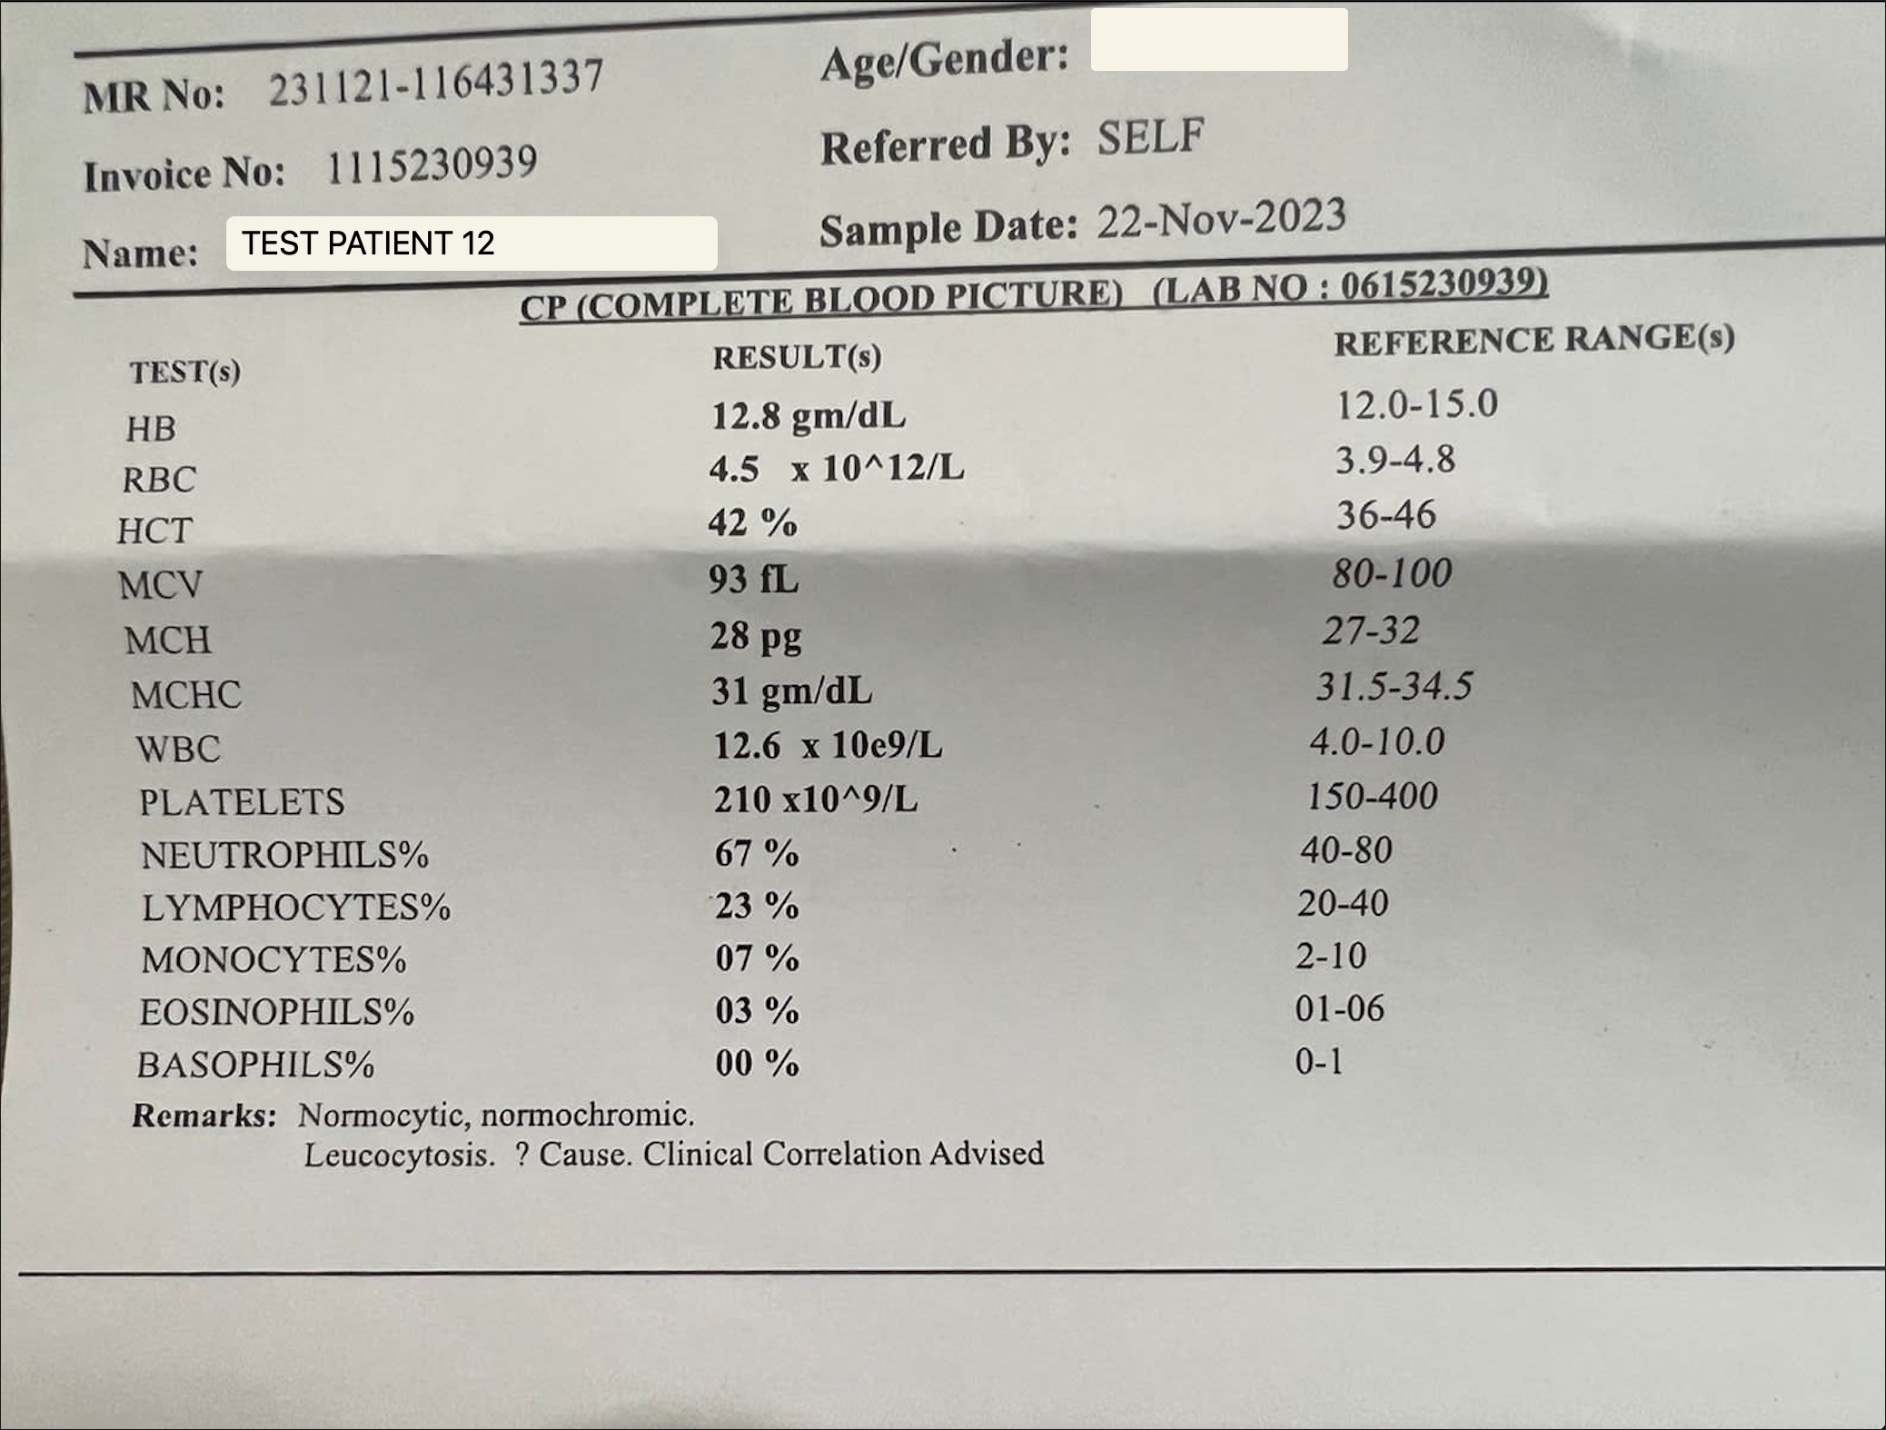 MR No: 231121-116431337 Age/Gender:
Invoice No: 1115230939 Referred By: SELF
Name: TEST PATIENT 12 Sample Date: 22-Nov-2023
CP (COMPLETE BLOOD PICTURE) (LAB NO : 0615230939)
TEST(s) RESULT(s) REFERENCE RANGE(s)
HB 12.8 gm/dL 12.0-15.0
RBC 4.5 x 10^12/L 3.9-4.8
HCT 42 % 36-46
MCV 93 fL 80-100
MCH 28 pg 27-32
MCHC 31 gm/dL 31.5-34.5
WBC 12.6 x 10e9/L 4.0-10.0
PLATELETS 210 x10^9/L 150-400
NEUTROPHILS% 67 % 40-80
LYMPHOCYTES% 23 % 20-40
MONOCYTES% 07 % 2-10
EOSINOPHILS% 03 % 01-06
BASOPHILS% 00 % 0-1
Remarks: Normocytic, normochromic.
Leucocytosis. ? Cause. Clinical Correlation Advised